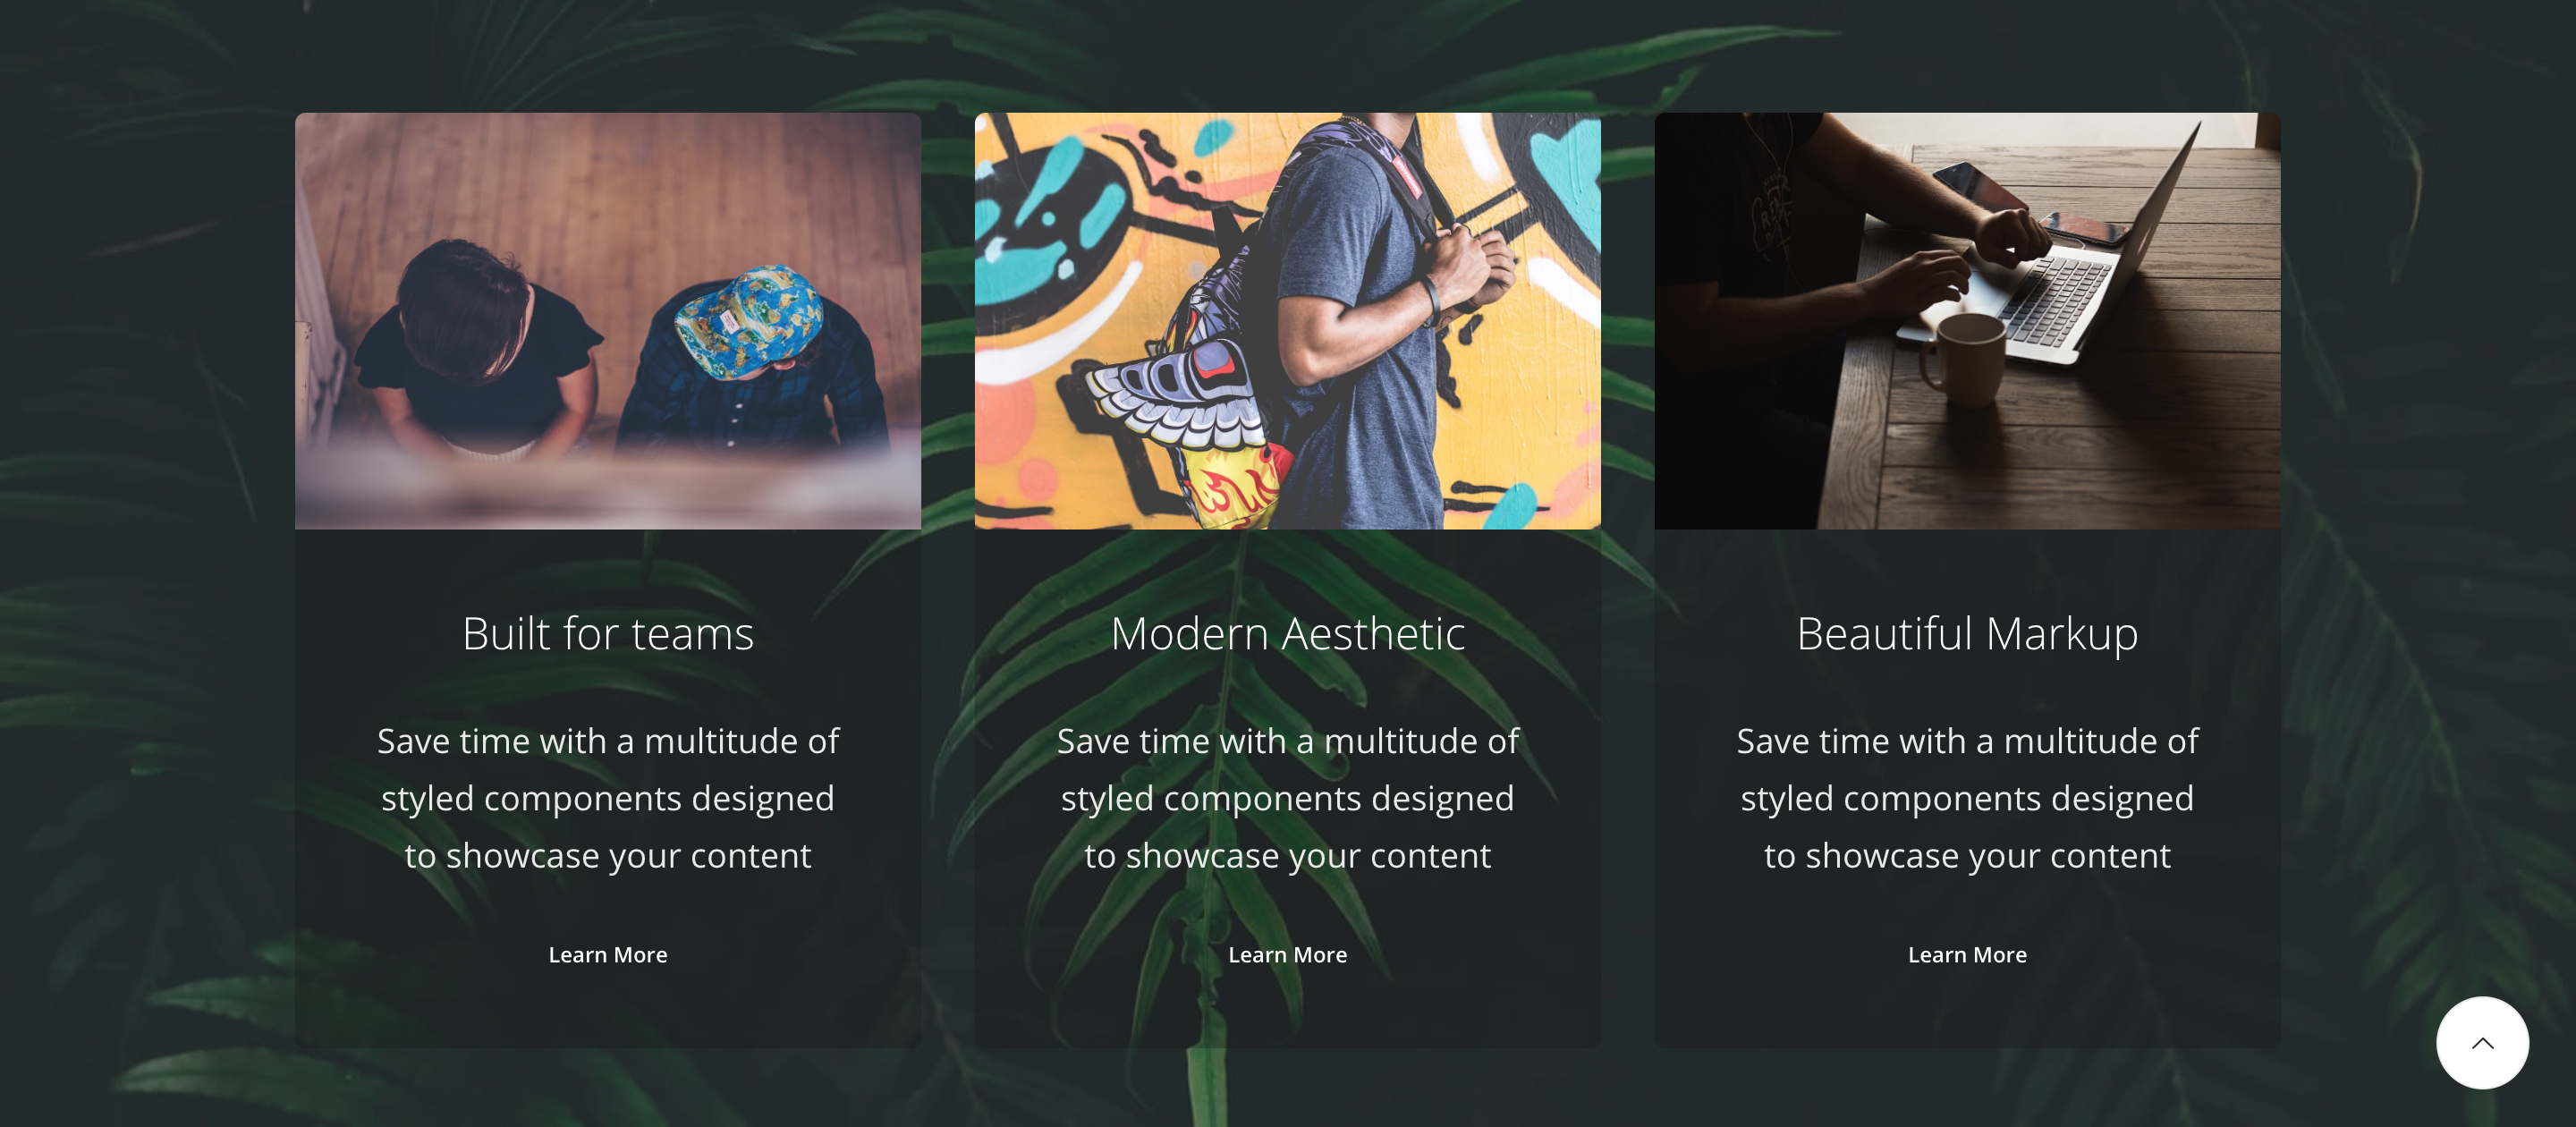 Built for teams
Save time with a multitude of
styled components designed
to showcase your content
Learn More
Modern Aesthetic
Save time with a multitude of
styled components designed
to showcase your content
Learn More
Beautiful Markup
Save time with a multitude of
styled components designed
to showcase your content
Learn More